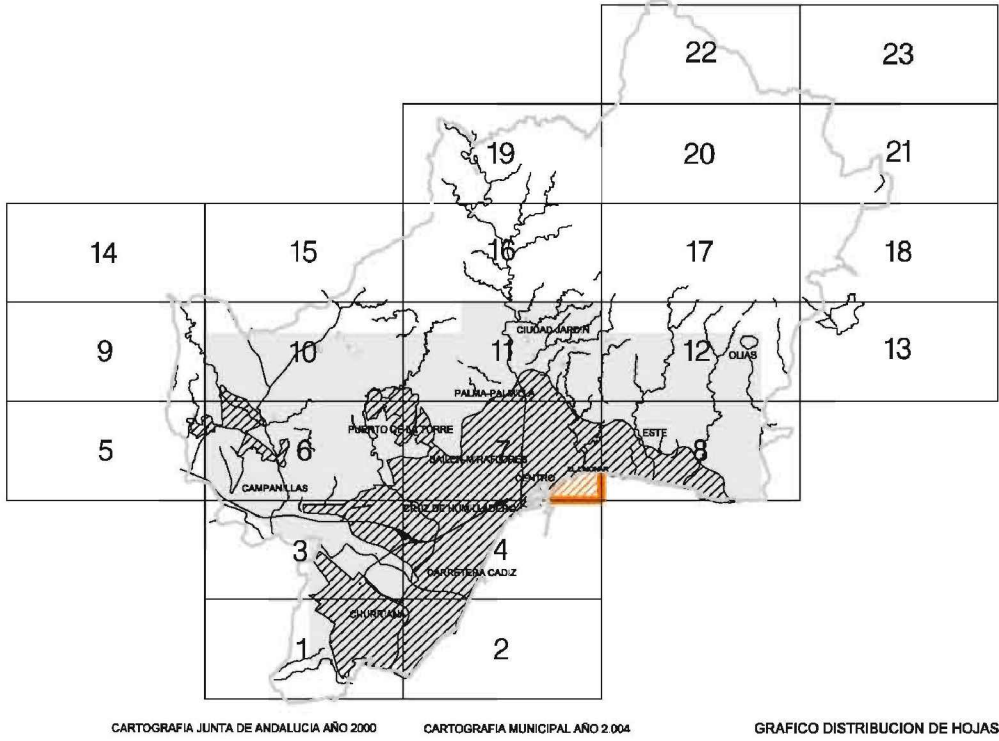 22 23
19 20 21
14 15 16 17 18
CIUDAD JARDIN
9 10 11 12 13
OLIAS
PALMA-PALMILLA
PUERTO DE LA TORRE ESTE
5 6 7 8
BAILEN-MIRAFLORES
EL LIMONAR
CENTRO
CAMPANILLAS
CRUZ DE HUMILLADERO
3 4
CARRETERA CADIZ
CHURRIANA
1 2
CARTOGRAFIA JUNTA DE ANDALUCIA AÑO 2000 CARTOGRAFIA MUNICIPAL AÑO 2.004 GRAFICO DISTRIBUCION DE HOJAS